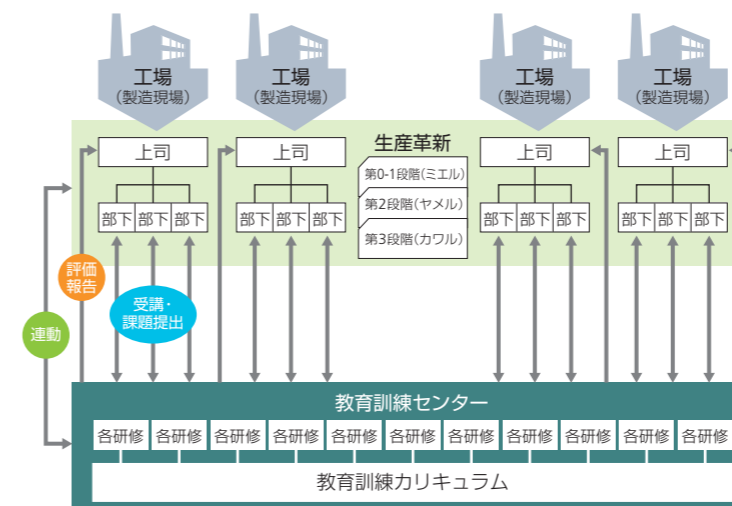 工場
(製造現場)
工場
(製造現場)
工場
(製造現場)
工場
(製造現場)
上司
上司
生産革新
上司
上司
第0-1段階(ミエル)
第2段階(ヤメル)
第3段階(カワル)
部下 部下 部下
部下 部下 部下
部下 部下 部下
部下 部下 部下
評価
報告
受講・
課題提出
連動
教育訓練センター
各研修 各研修 各研修 各研修 各研修 各研修 各研修 各研修 各研修 各研修 各研修
教育訓練カリキュラム